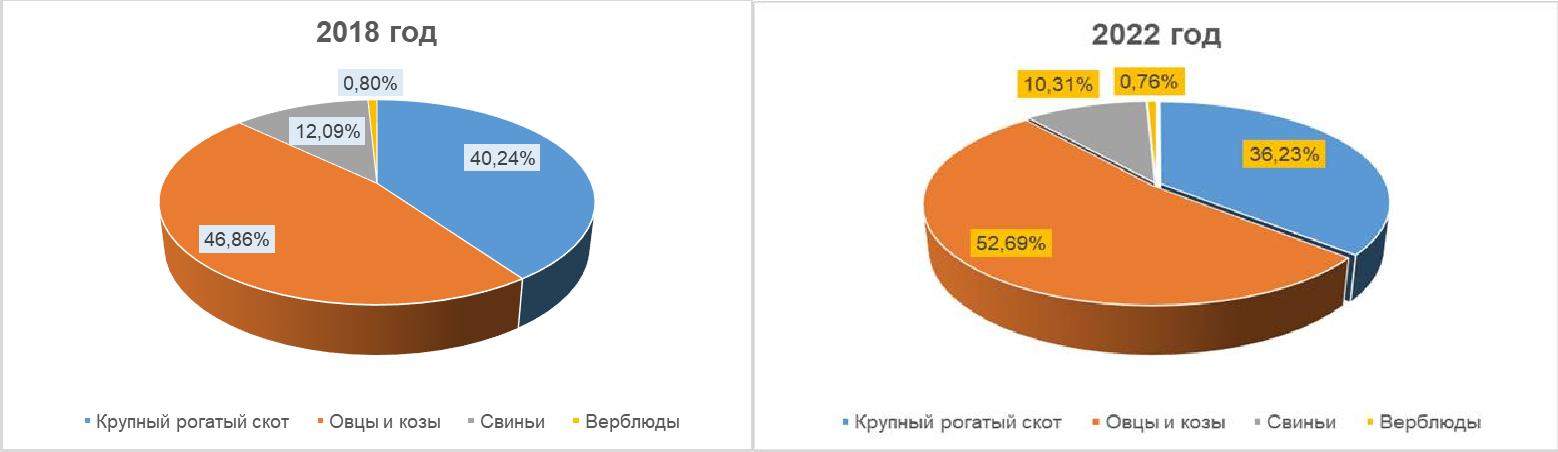 2018 год
0,80%
12,09%
40,24%
46,86%
Крупный рогатый скот Овцы и козы Свиньи Верблюды
2022 год
10,31%
0,76%
36,23%
52,69%
Крупный рогатый скот Овцы и козы Свиньи Верблюды